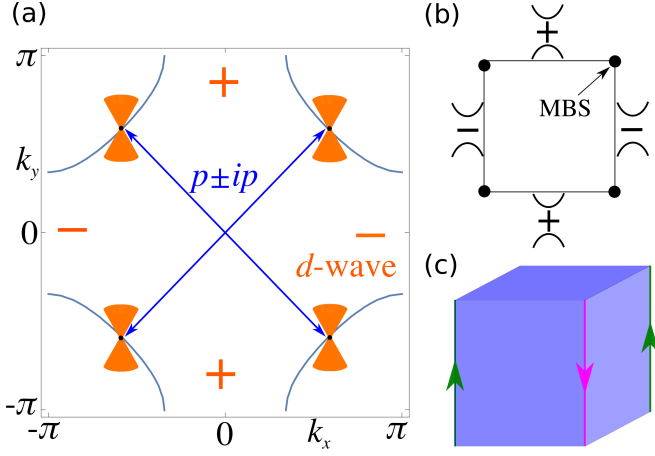 (a)
π
+
k_y
p±ip
0
−
−
d-wave
+
-π
-π
0
k_x
π
(b)
+
MBS
−
−
+
(c)